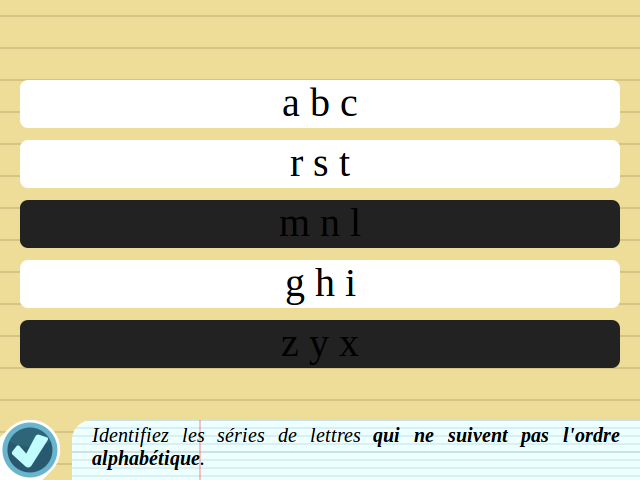 a b c
r s t
m n l
g h i
z y x
Identifiez les séries de lettres qui ne suivent pas l'ordre
alphabétique.